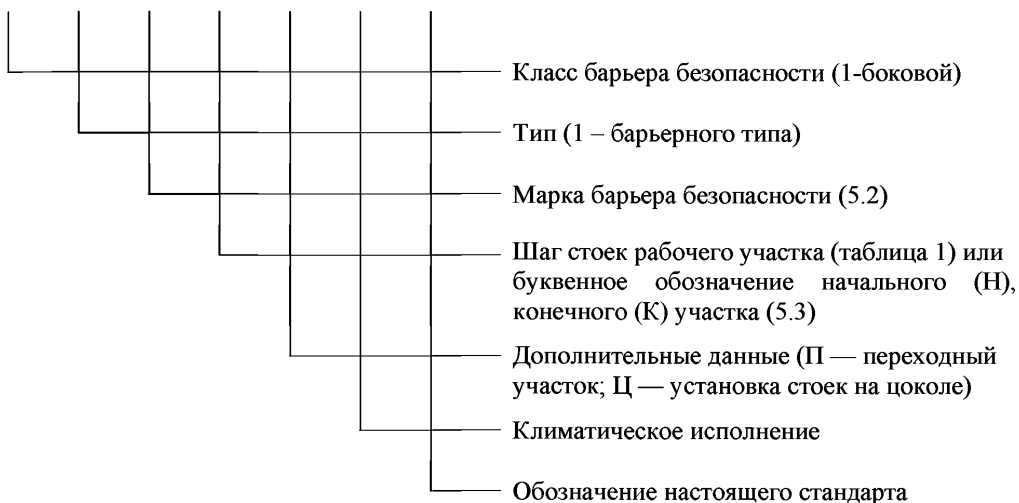 Класс барьера безопасности (1-боковой)
Тип (1 – барьерного типа)
Марка барьера безопасности (5.2)
Шаг стоек рабочего участка (таблица 1) или
буквенное обозначение начального (Н),
конечного (К) участка (5.3)
Дополнительные данные (П — переходный
участок; Ц — установка стоек на цоколе)
Климатическое исполнение
Обозначение настоящего стандарта